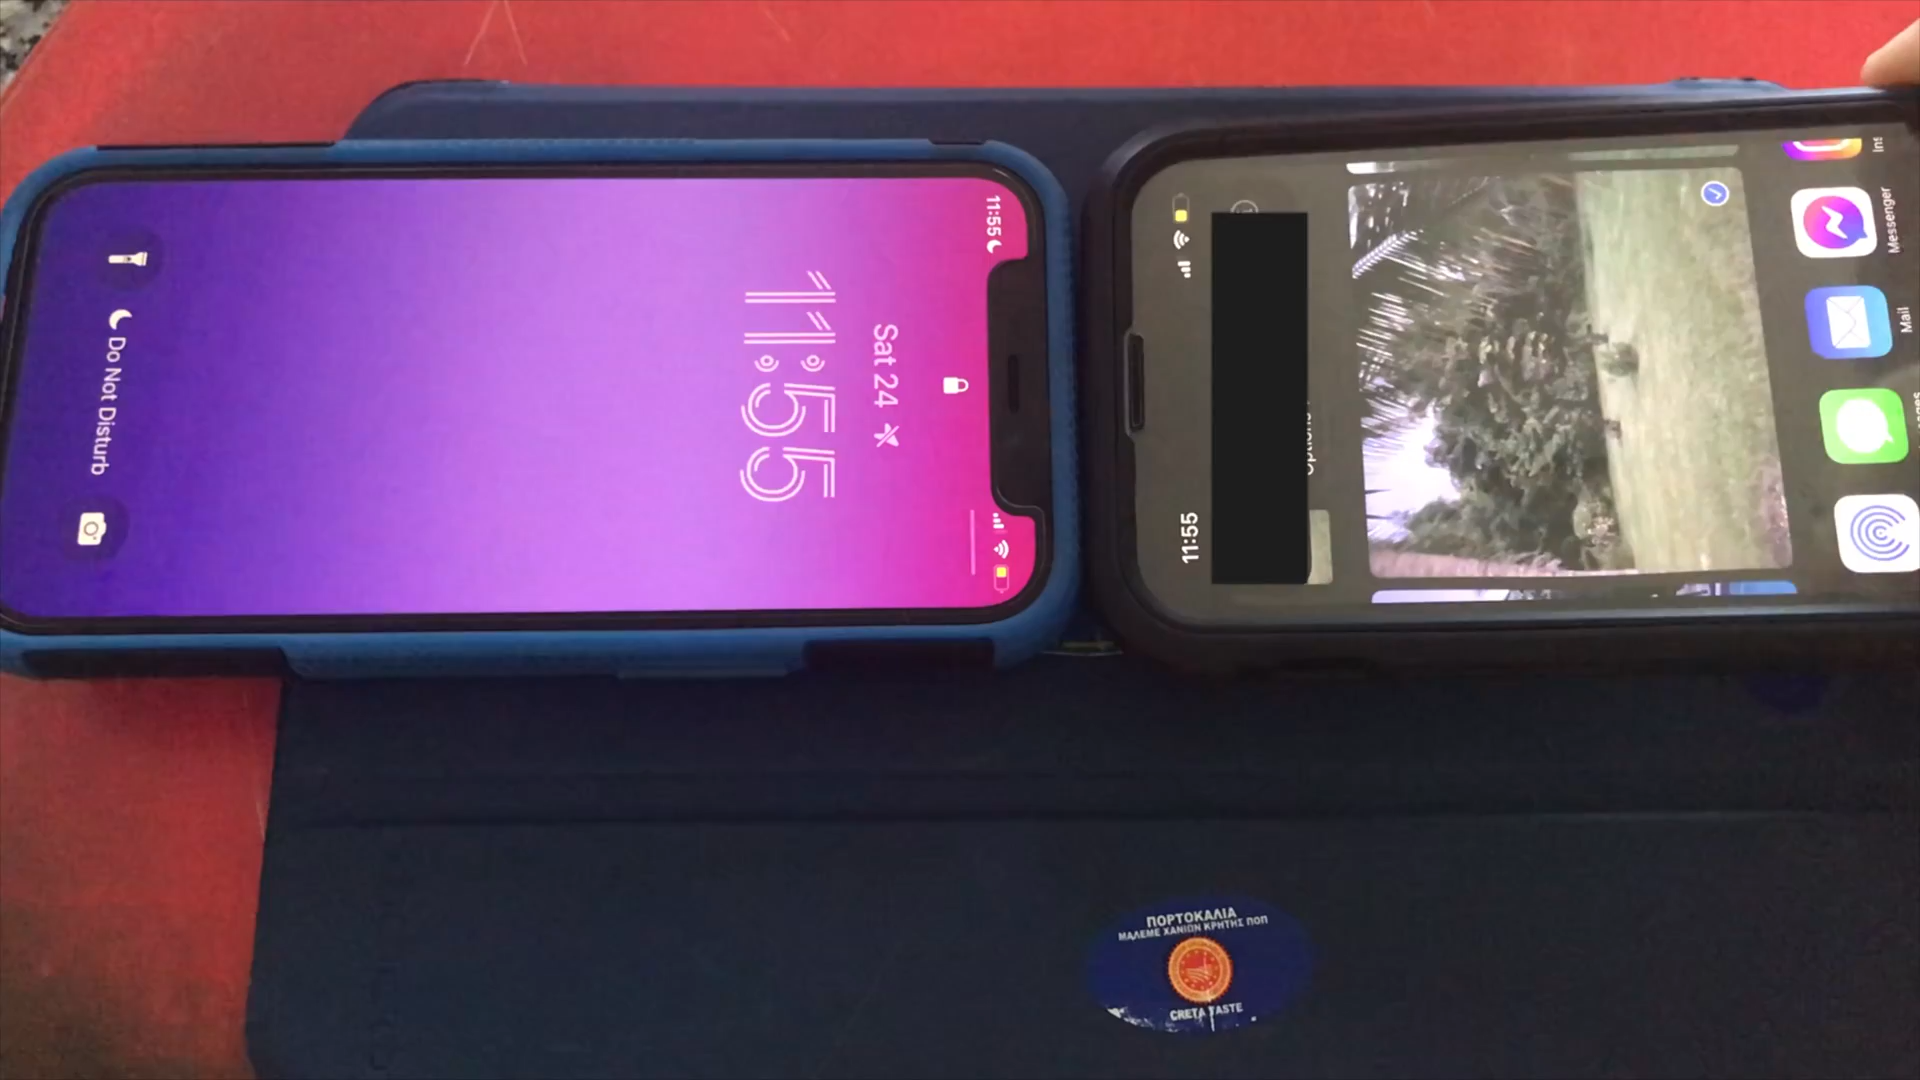 11:55
Sat 24
11:55
Do Not Disturb
11:55
Messenger
Mail
ΠΟΡΤΟΚΑΛΙΑ
ΜΑΛΕΜΕ ΧΑΝΙΩΝ ΚΡΗΤΗΣ ΠΟΠ
CRETA TASTE